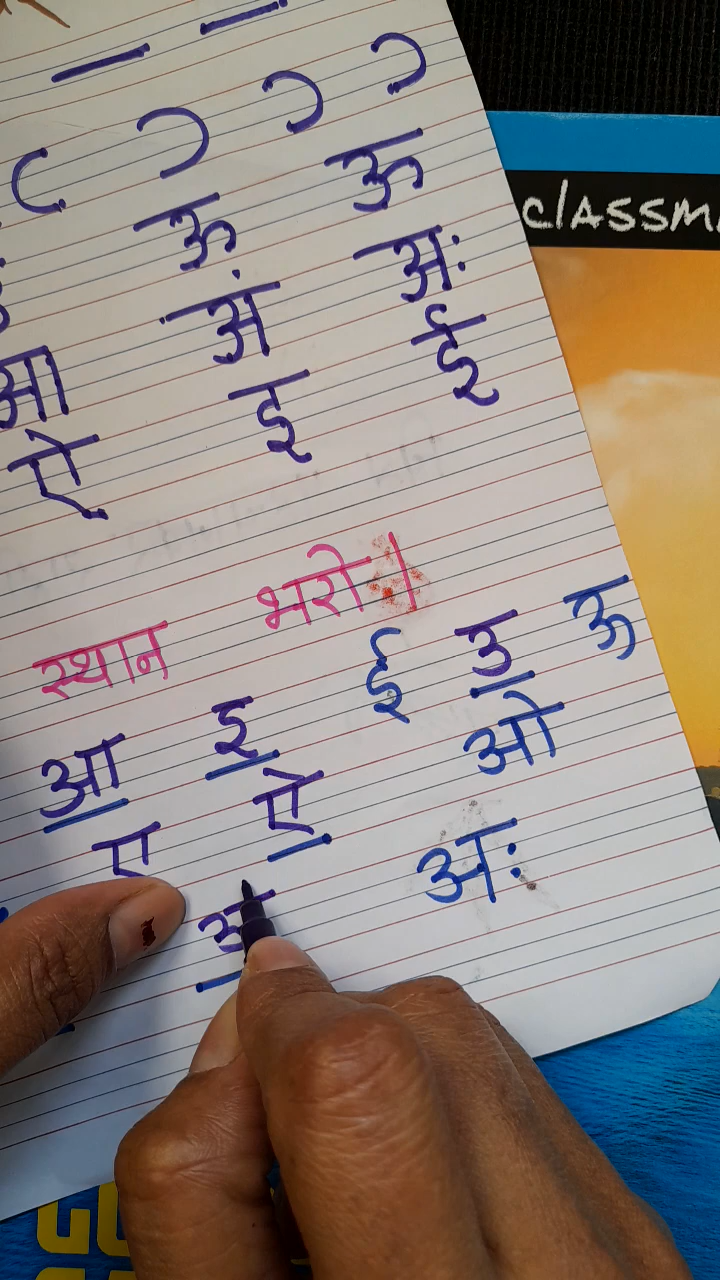 ऊ ऊ
अं अः
आ इ ई
ऐ
स्थान भरो।
आ इ ई उ ऊ
ए ऐ ओ
अः
classm